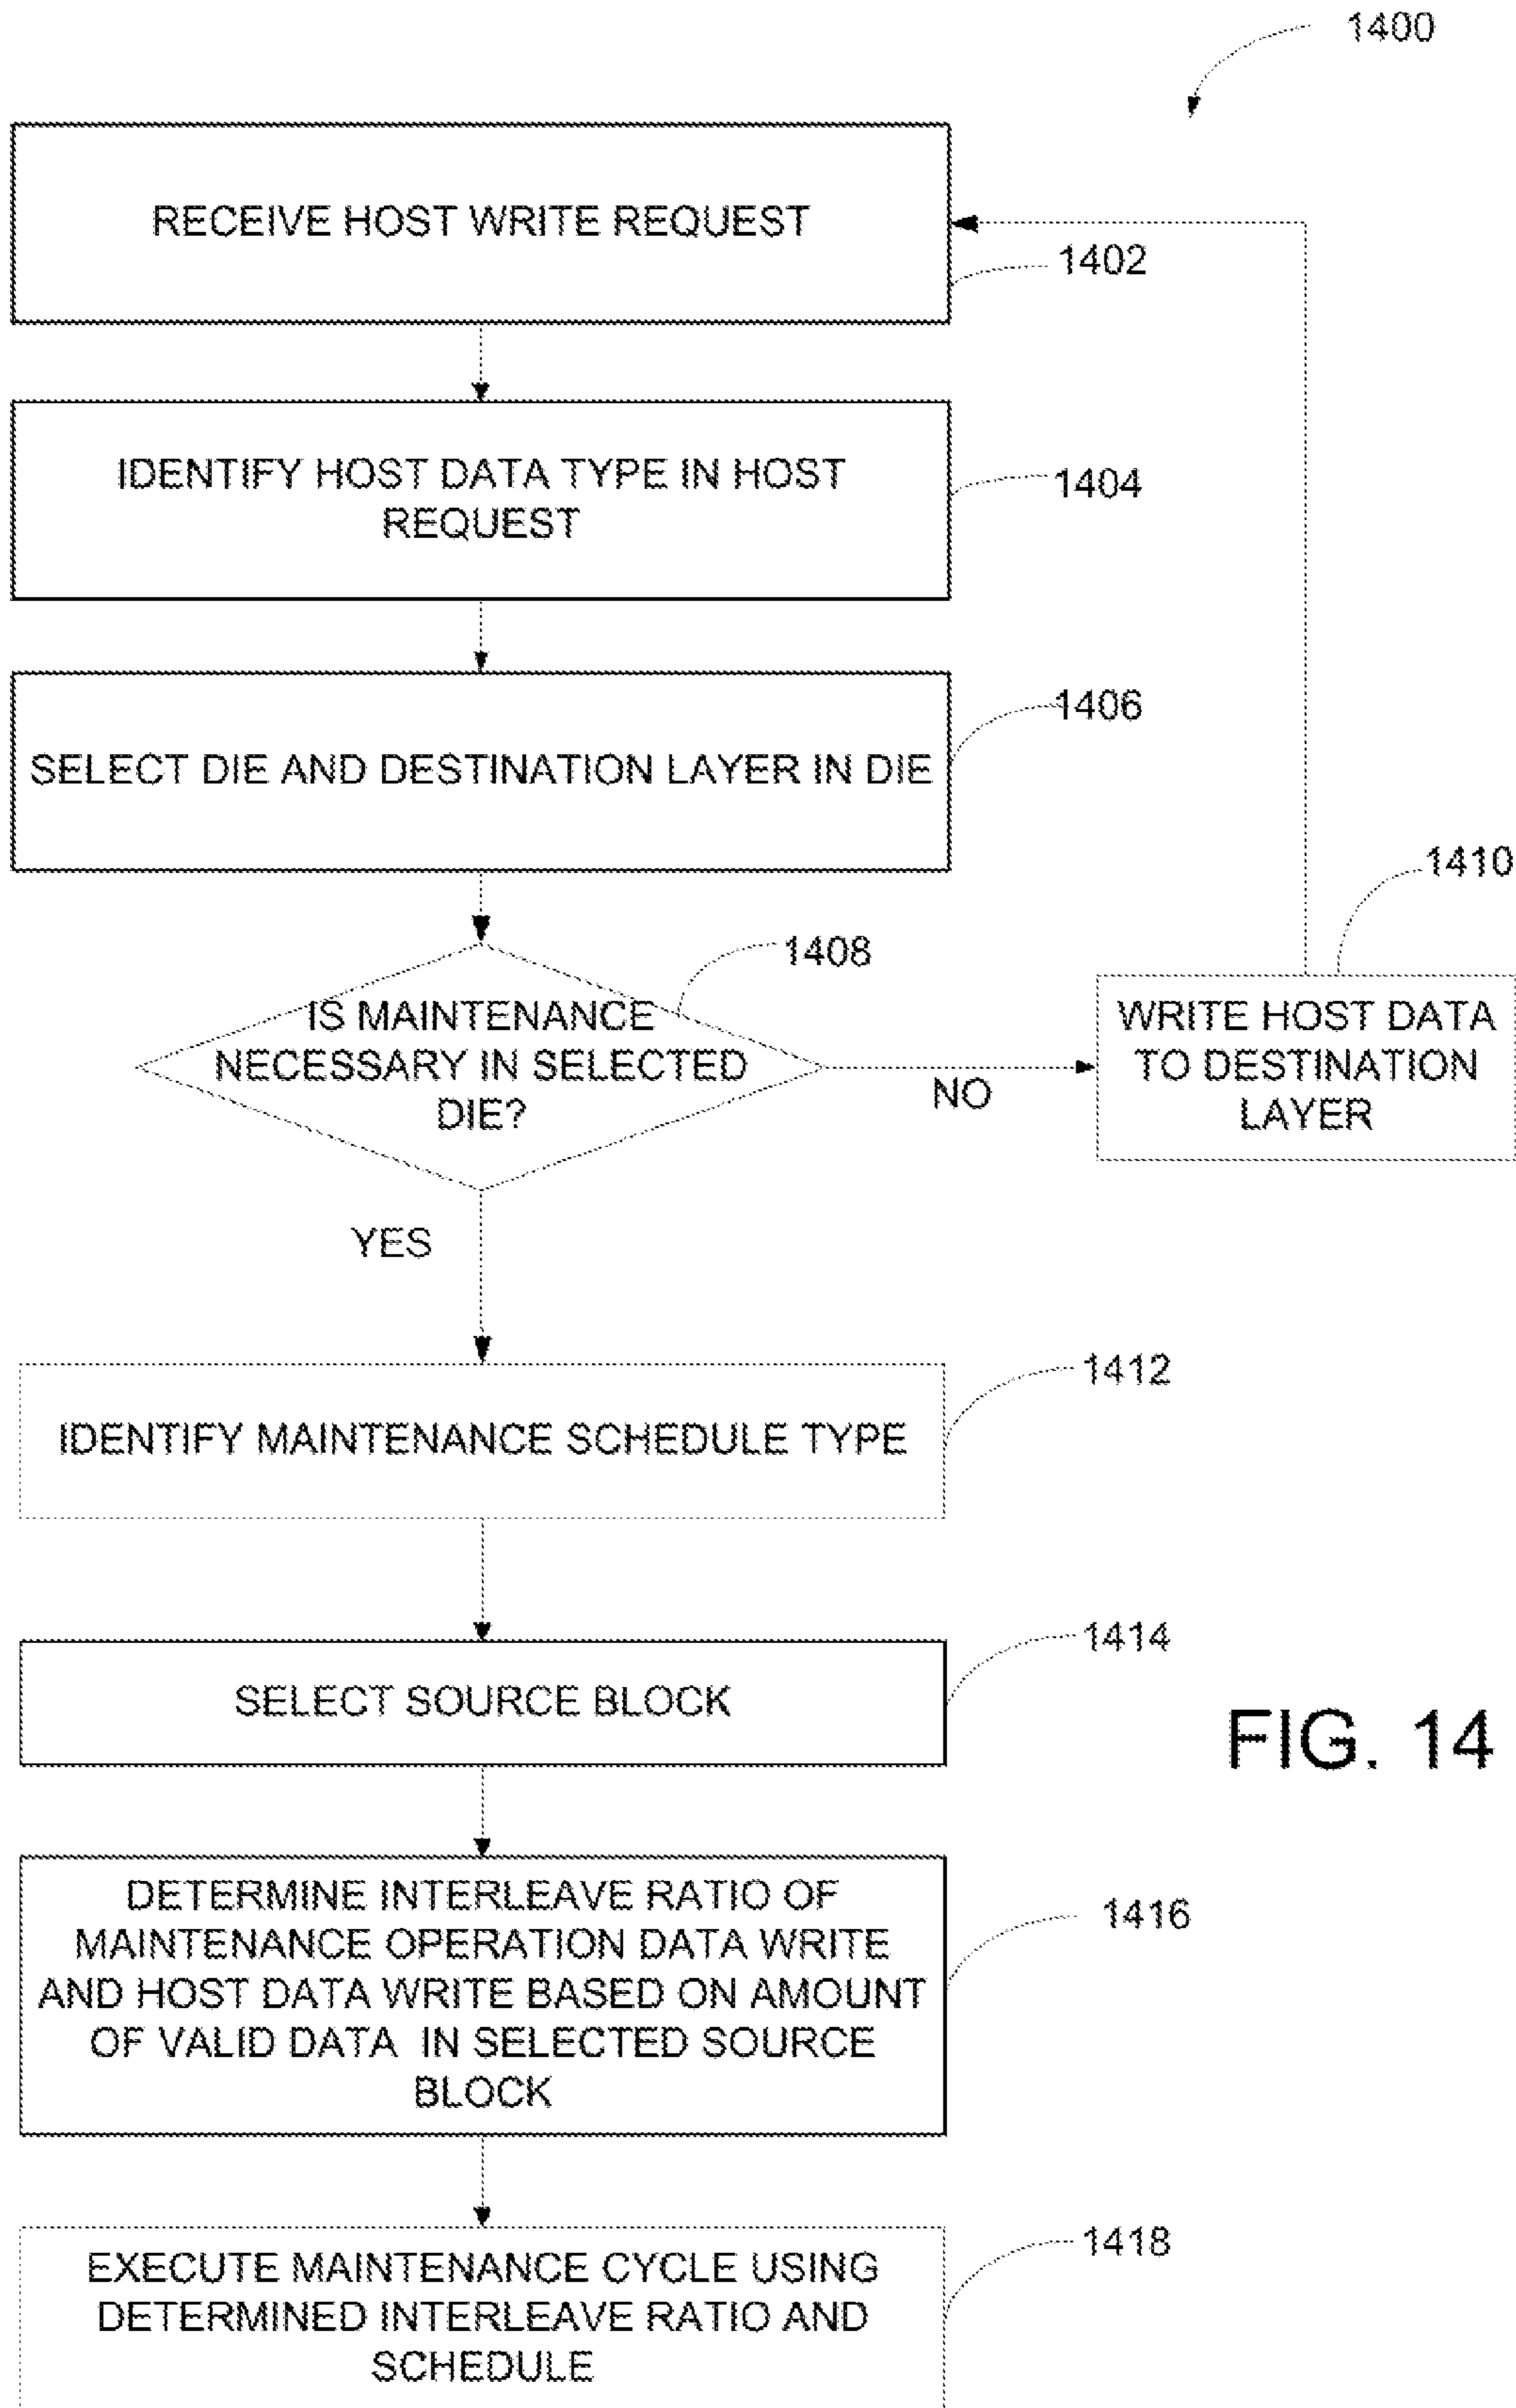 1400
RECEIVE HOST WRITE REQUEST
1402
IDENTIFY HOST DATA TYPE IN HOST
REQUEST
1404
SELECT DIE AND DESTINATION LAYER IN DIE
1406
IS MAINTENANCE
NECESSARY IN SELECTED
DIE?
1408
NO
1410
WRITE HOST DATA
TO DESTINATION
LAYER
YES
IDENTIFY MAINTENANCE SCHEDULE TYPE
1412
SELECT SOURCE BLOCK
1414
FIG. 14
DETERMINE INTERLEAVE RATIO OF
MAINTENANCE OPERATION DATA WRITE
AND HOST DATA WRITE BASED ON AMOUNT
OF VALID DATA IN SELECTED SOURCE
BLOCK
1416
EXECUTE MAINTENANCE CYCLE USING
DETERMINED INTERLEAVE RATIO AND
SCHEDULE
1418